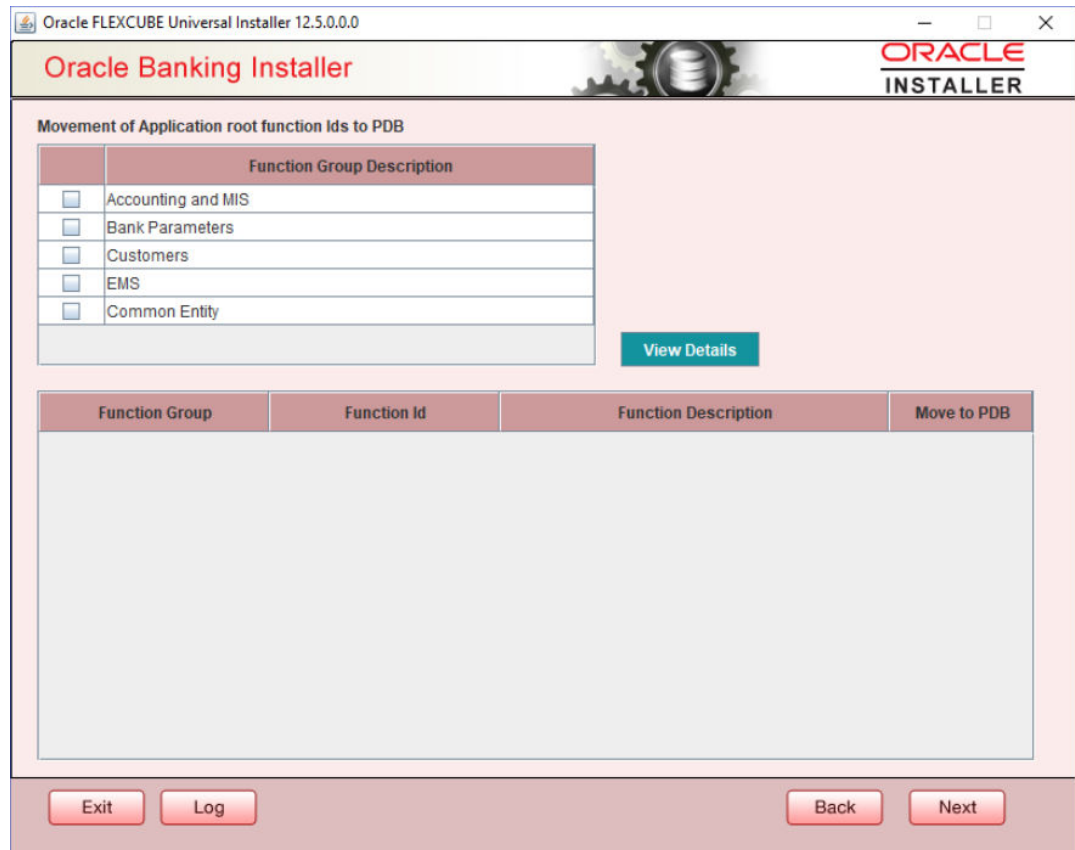 Oracle FLEXCUBE Universal Installer 12.5.0.0.0
Oracle Banking Installer
ORACLE
INSTALLER
Movement of Application root function Ids to PDB
Function Group Description
Accounting and MIS
Bank Parameters
Customers
EMS
Common Entity
View Details
Function Group Function Id Function Description Move to PDB
Exit Log Back Next